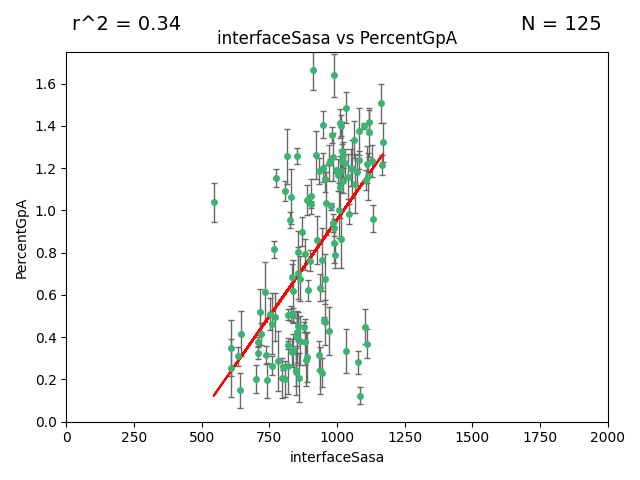 r^2 = 0.34
N = 125
interfaceSasa vs PercentGpA
PercentGpA
1.6
1.4
1.2
1.0
0.8
0.6
0.4
0.2
0.0
0 250 500 750 1000 1250 1500 1750 2000
interfaceSasa